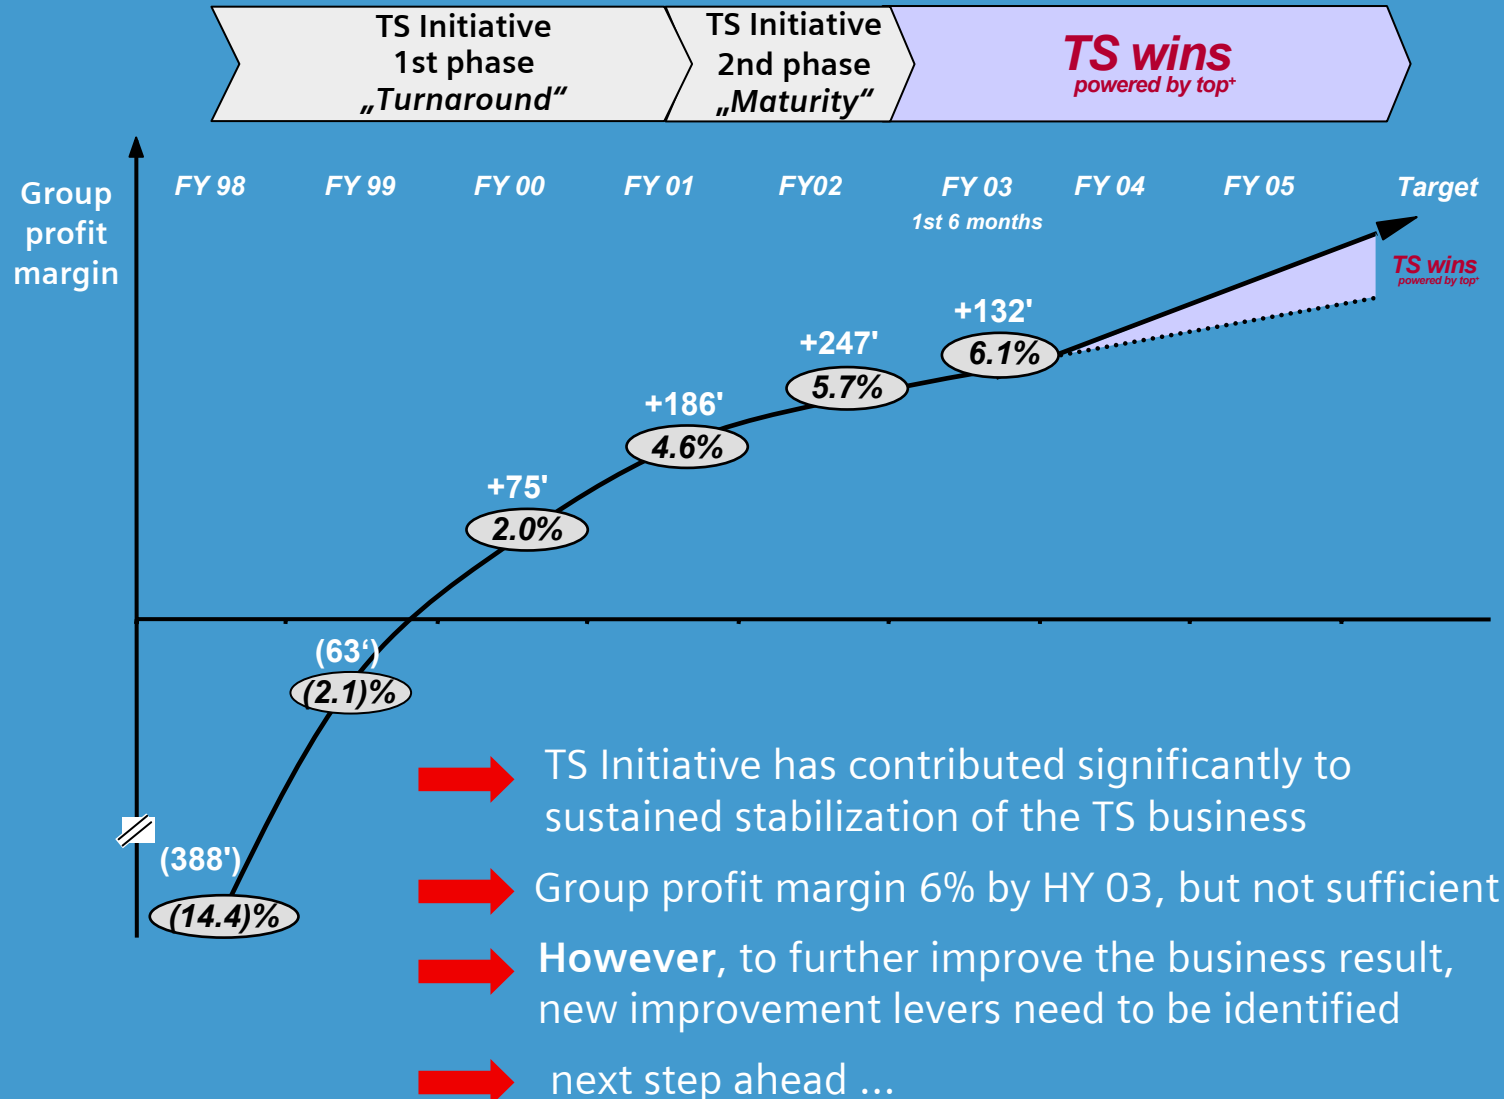 TS Initiative
1st phase
„Turnaround“
TS Initiative
2nd phase
„Maturity“
TS wins
powered by top+
Group
profit
margin
FY 98
FY 99
FY 00
FY 01
FY02
FY 03
1st 6 months
FY 04
FY 05
Target
TS wins
powered by top+
+132'
6.1%
+247'
5.7%
+186'
4.6%
+75'
2.0%
(63‘)
(2.1)%
(388')
(14.4)%
TS Initiative has contributed significantly to
sustained stabilization of the TS business
Group profit margin 6% by HY 03, but not sufficient
However, to further improve the business result,
new improvement levers need to be identified
next step ahead ...